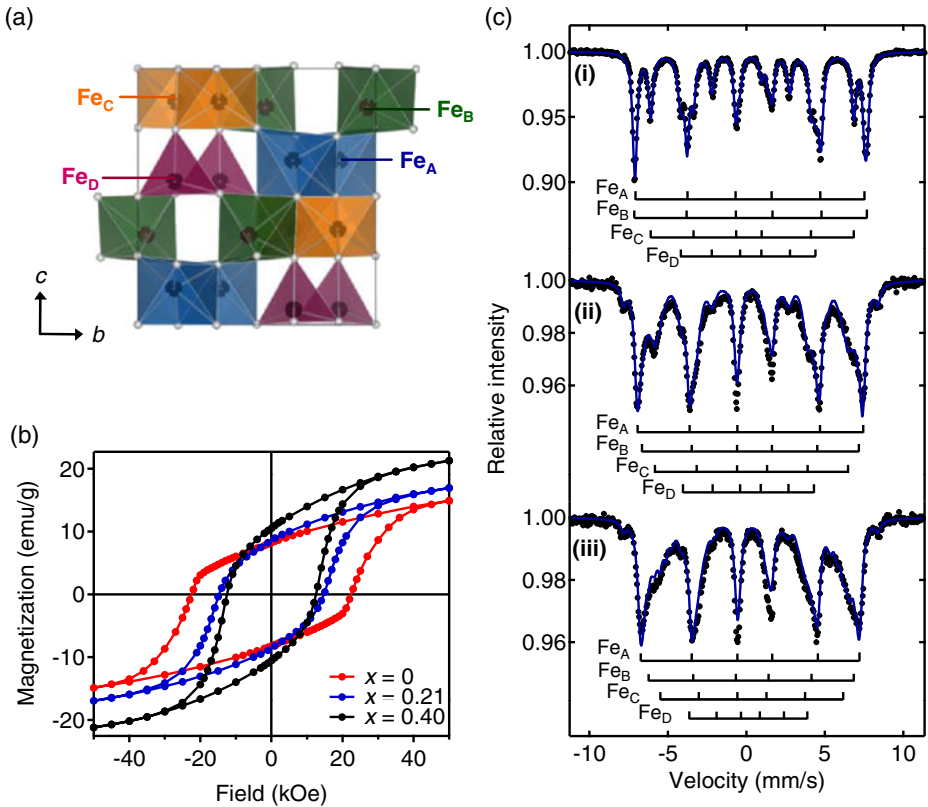 (a)
Fe_C
Fe_B
Fe_D
Fe_A
c
b
(b)
Magnetization (emu/g)
20
10
0
-10
-20
x = 0
x = 0.21
x = 0.40
-40 -20 0 20 40
Field (kOe)
(c)
Relative intensity
1.00
(i)
0.95
0.90
Fe_A
Fe_B
Fe_C
Fe_D
1.00
(ii)
0.98
0.96
Fe_A
Fe_B
Fe_C
Fe_D
1.00
(iii)
0.98
0.96
Fe_A
Fe_B
Fe_C
Fe_D
-10 -5 0 5 10
Velocity (mm/s)